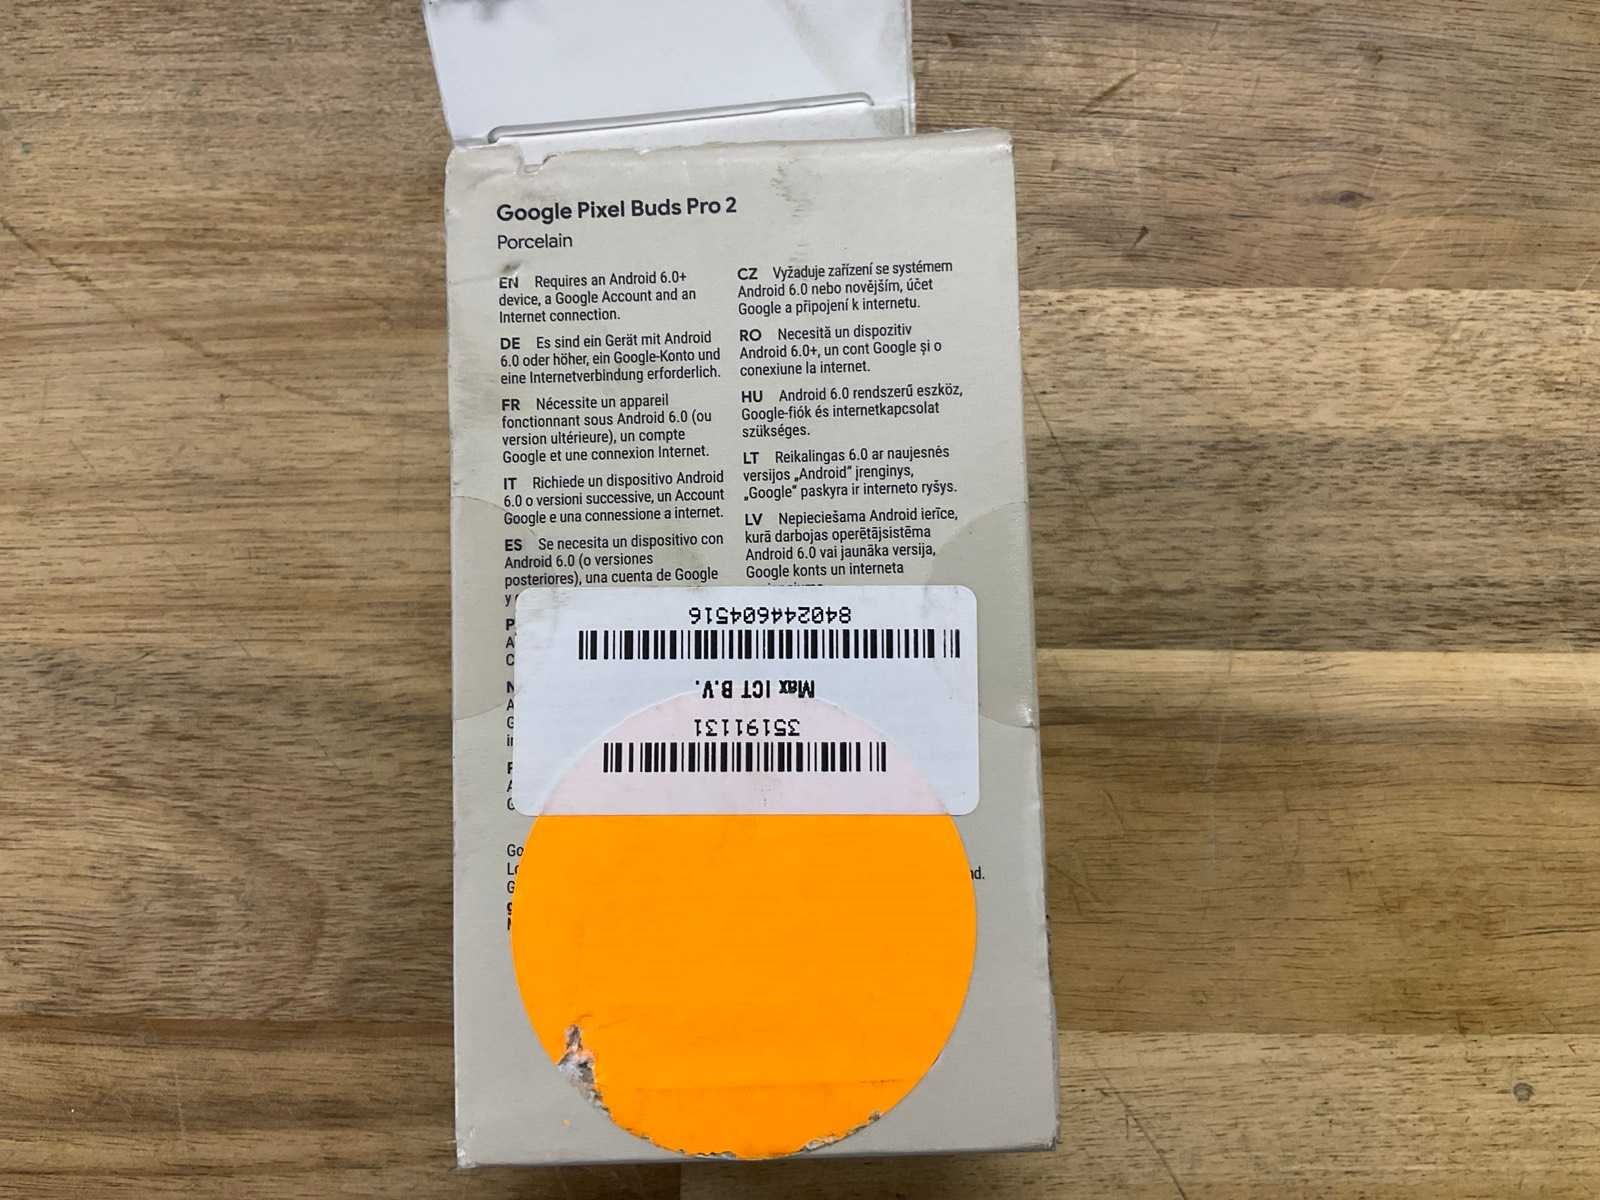 Google Pixel Buds Pro 2
Porcelain
EN Requires an Android 6.0+
device, a Google Account and an
Internet connection.
DE Es sind ein Gerät mit Android
6.0 oder höher, ein Google-Konto und
eine Internetverbindung erforderlich.
FR Nécessite un appareil
fonctionnant sous Android 6.0 (ou
version ultérieure), un compte
Google et une connexion Internet.
IT Richiede un dispositivo Android
6.0 o versioni successive, un Account
Google e una connessione a internet.
ES Se necesita un dispositivo con
Android 6.0 (o versiones
posteriores), una cuenta de Google
y
CZ Vyžaduje zařízení se systémem
Android 6.0 nebo novějším, účet
Google a připojení k internetu.
RO Necesită un dispozitiv
Android 6.0+, un cont Google și o
conexiune la internet.
HU Android 6.0 rendszerű eszköz,
Google-fiók és internetkapcsolat
szükséges.
LT Reikalingas 6.0 ar naujesnės
versijos „Android“ įrenginys,
„Google“ paskyra ir interneto ryšys.
LV Nepieciešama Android ierīce,
kurā darbojas operētājsistēma
Android 6.0 vai jaunāka versija,
Google konts un interneta
35191131
Max ICT B.V.
840244604516